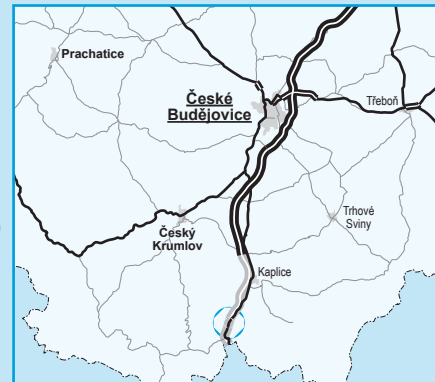 Prachatice
České
Budějovice
Třeboň
Trhové
Sviny
Český
Krumlov
Kaplice